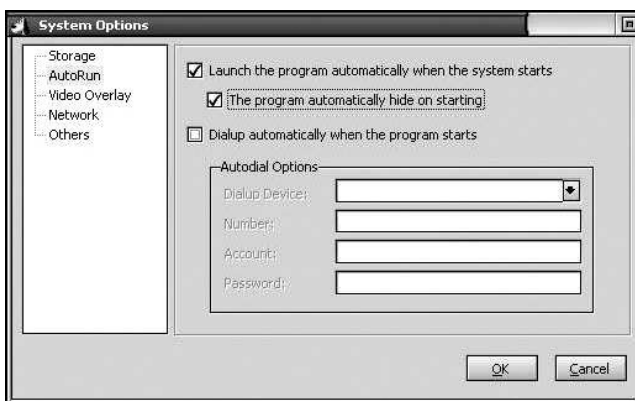 System Options
Storage
AutoRun
Video Overlay
Network
Others
Launch the program automatically when the system starts
The program automatically hide on starting
Dialup automatically when the program starts
Autodial Options
Dialup Device:
Number:
Account:
Password:
OK
Cancel